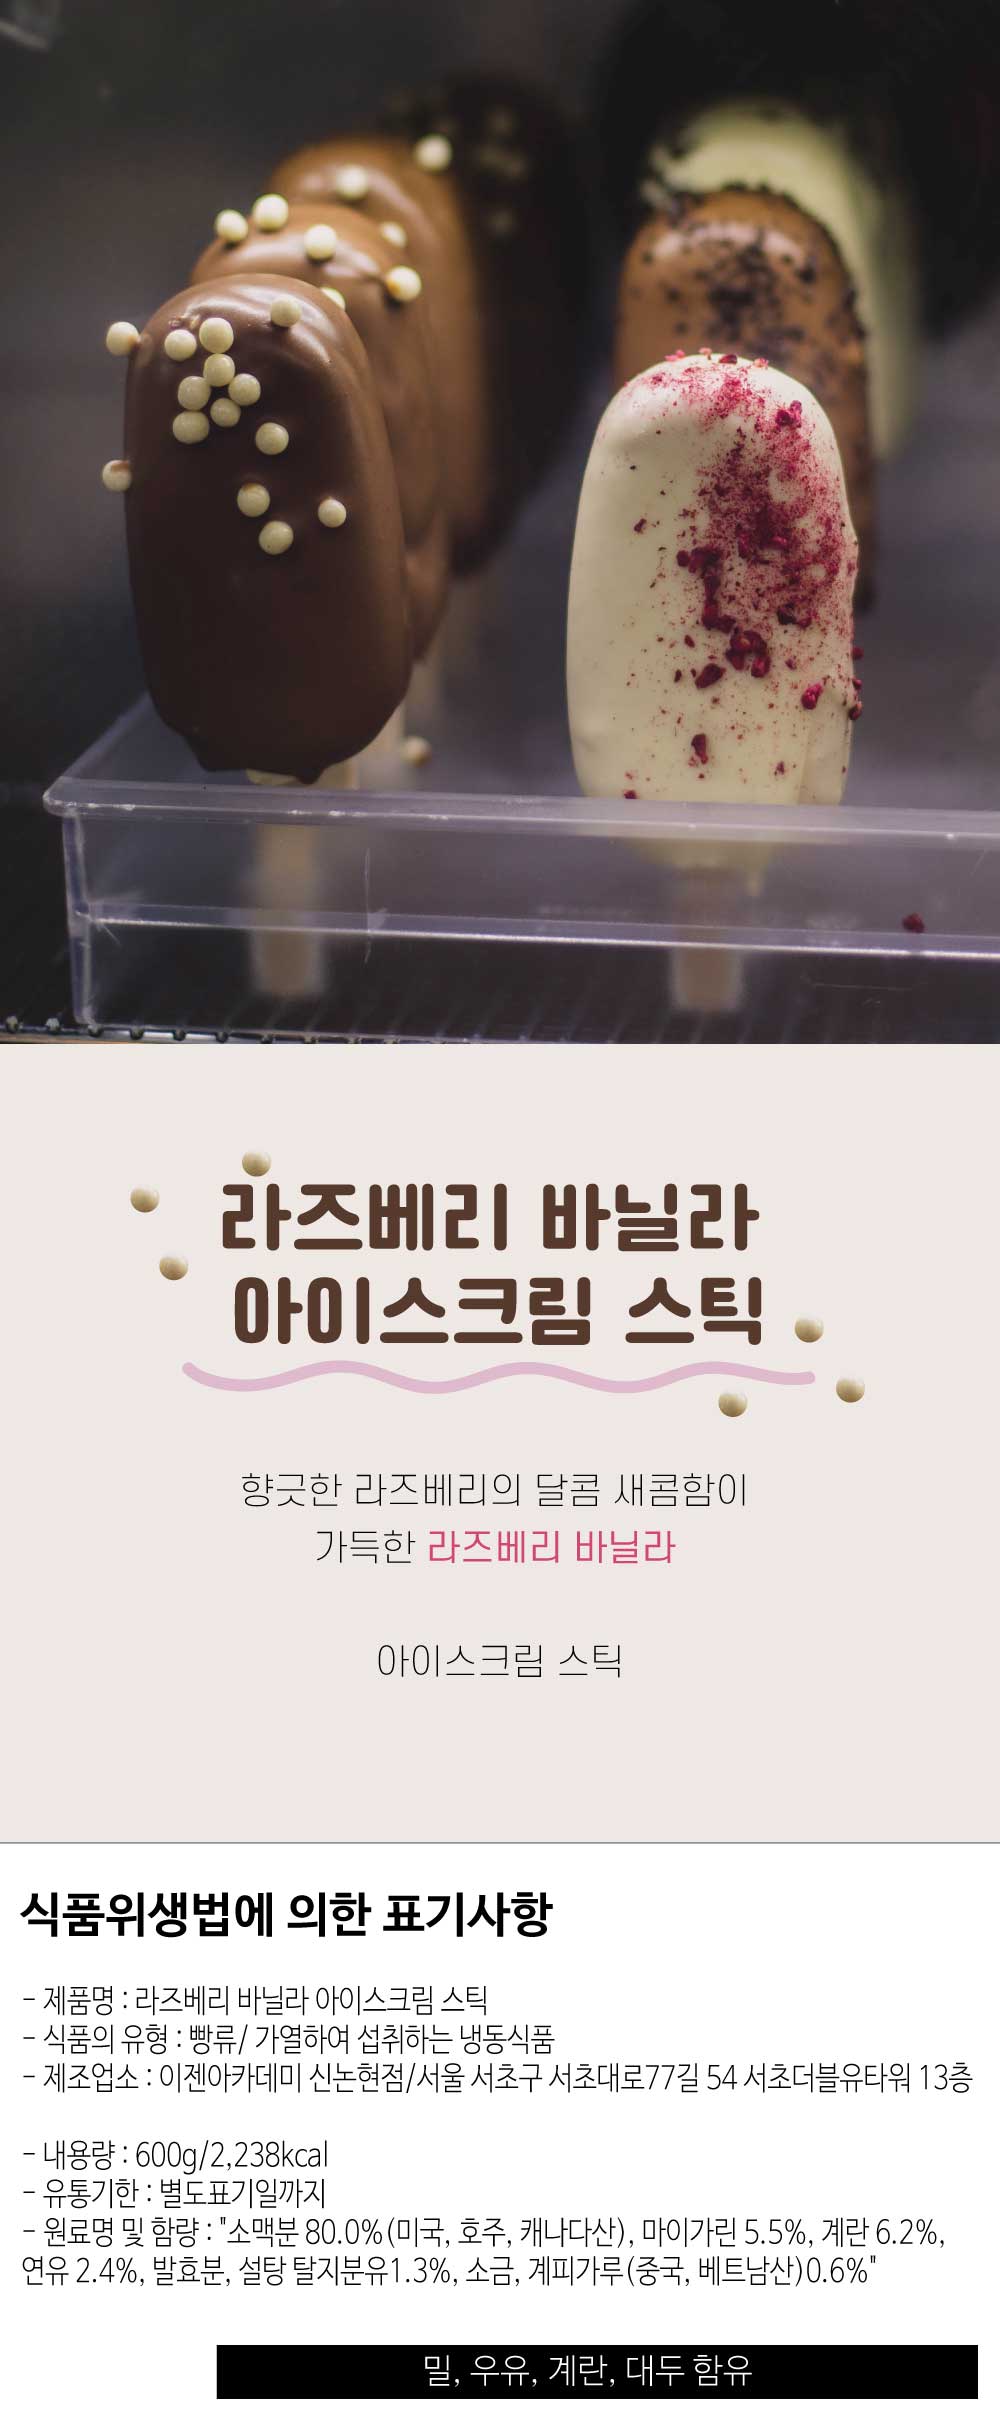 라즈베리 바닐라
아이스크림 스틱
향긋한 라즈베리의 달콤 새콤함이
가득한 라즈베리 바닐라
아이스크림 스틱
식품위생법에 의한 표기사항
- 제품명 : 라즈베리 바닐라 아이스크림 스틱
- 식품의 유형 : 빵류/ 가열하여 섭취하는 냉동식품
- 제조업소 : 이젠아카데미 신논현점/서울 서초구 서초대로77길 54 서초더블유타워 13층
- 내용량 : 600g/2,238kcal
- 유통기한 : 별도표기일까지
- 원료명 및 함량 : "소맥분 80.0%(미국, 호주, 캐나다산), 마이가린 5.5%, 계란 6.2%,
연유 2.4%, 발효분, 설탕 탈지분유1.3%, 소금, 계피가루(중국, 베트남산)0.6%"
밀, 우유, 계란, 대두 함유